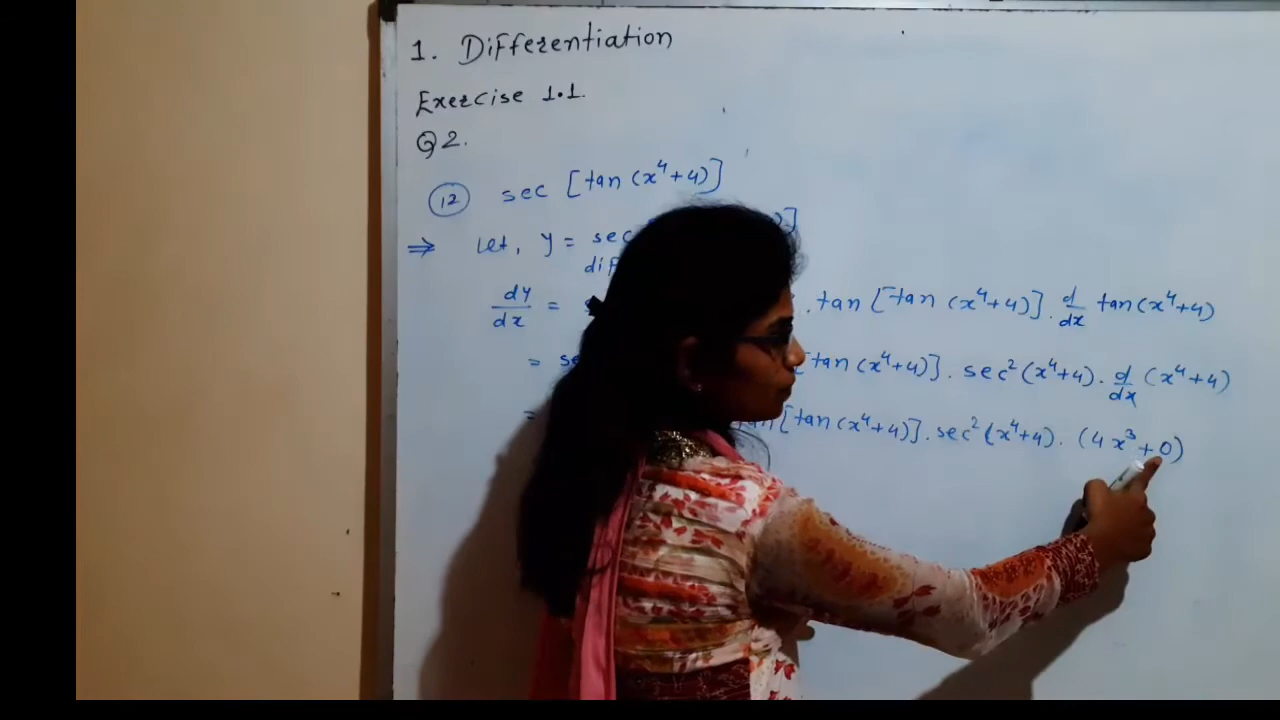 1. Differentiation
Exercise 1.1.
Q2.
12 sec [tan (x⁴+4)]
⇒ Let, y = sec ]
dy/dx = . tan [tan (x⁴+4)] . d/dx tan(x⁴+4)
= tan (x⁴+4)] . sec² (x⁴+4) . d/dx (x⁴+4)
= [tan (x⁴+4)] . sec² (x⁴+4) . (4x³+0)